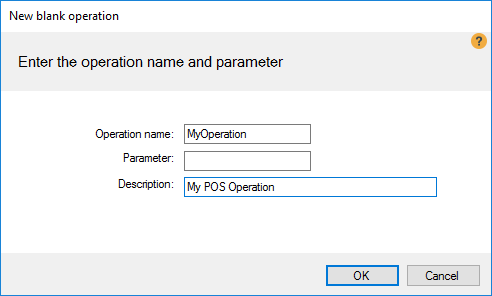 New blank operation
?
Enter the operation name and parameter
Operation name: MyOperation
Parameter:
Description: My POS Operation
OK Cancel